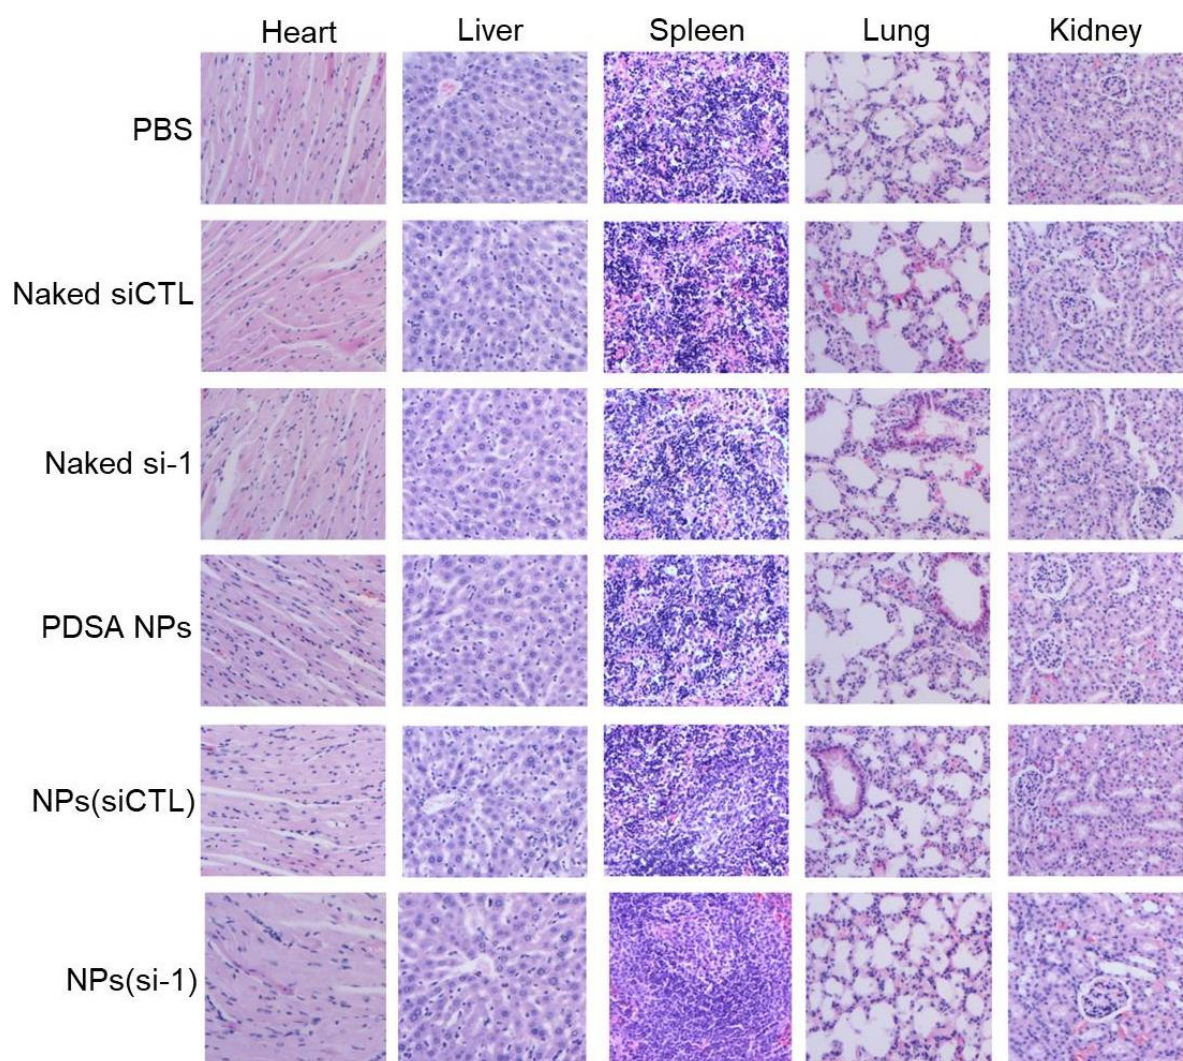 Heart Liver Spleen Lung Kidney
PBS
Naked siCTL
Naked si-1
PDSA NPs
NPs(siCTL)
NPs(si-1)